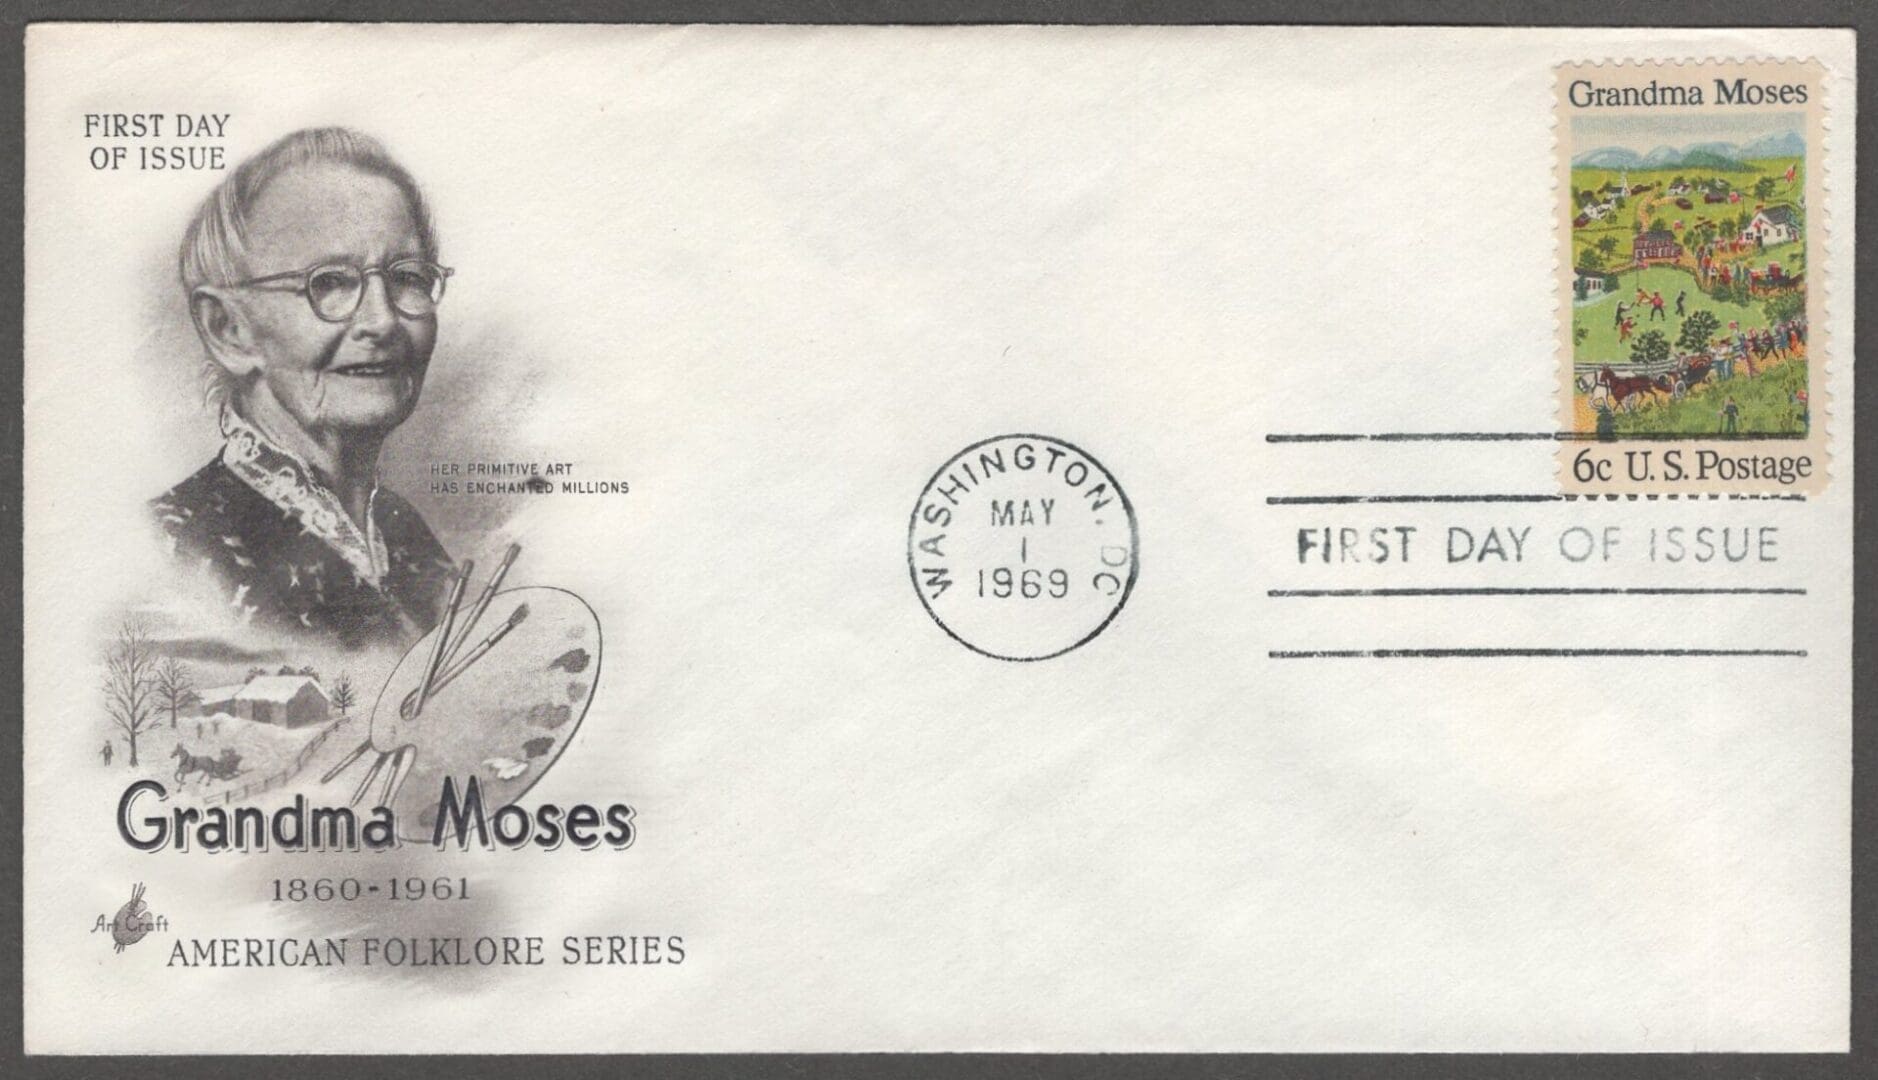 FIRST DAY
OF ISSUE
HER PRIMITIVE ART
HAS ENCHANTED MILLIONS
Grandma Moses
1860-1961
Art Craft
AMERICAN FOLKLORE SERIES
WASHINGTON, DC
MAY
1
1969
Grandma Moses
6c U.S. Postage
FIRST DAY OF ISSUE